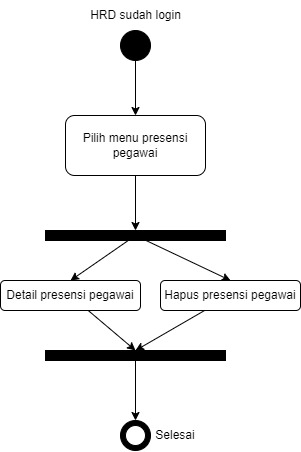 HRD sudah login
Pilih menu presensi
pegawai
Detail presensi pegawai
Hapus presensi pegawai
Selesai